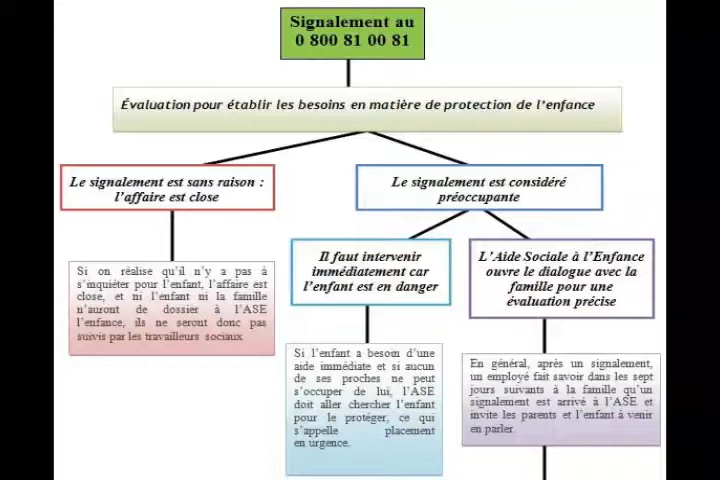 Signalement au
0 800 81 00 81
Évaluation pour établir les besoins en matière de protection de l'enfance
Le signalement est sans raison :
l'affaire est close
Le signalement est considéré
préoccupante
Si on réalise qu'il n'y a pas à
s'inquiéter pour l'enfant, l'affaire est
close, et ni l'enfant ni la famille
n'auront de dossier à l'ASE
l'enfance, ils ne seront donc pas
suivis par les travailleurs sociaux
Il faut intervenir
immédiatement car
l'enfant est en danger
L'Aide Sociale à l'Enfance
ouvre le dialogue avec la
famille pour une
évaluation précise
Si l'enfant a besoin d'une
aide immédiate et si aucun
de ses proches ne peut
s'occuper de lui, l'ASE
doit aller chercher l'enfant
pour le protéger, ce qui
s'appelle placement
en urgence.
En général, après un signalement,
un employé fait savoir dans les sept
jours suivants à la famille qu'un
signalement est arrivé à l'ASE et
invite les parents et l'enfant à venir
en parler.